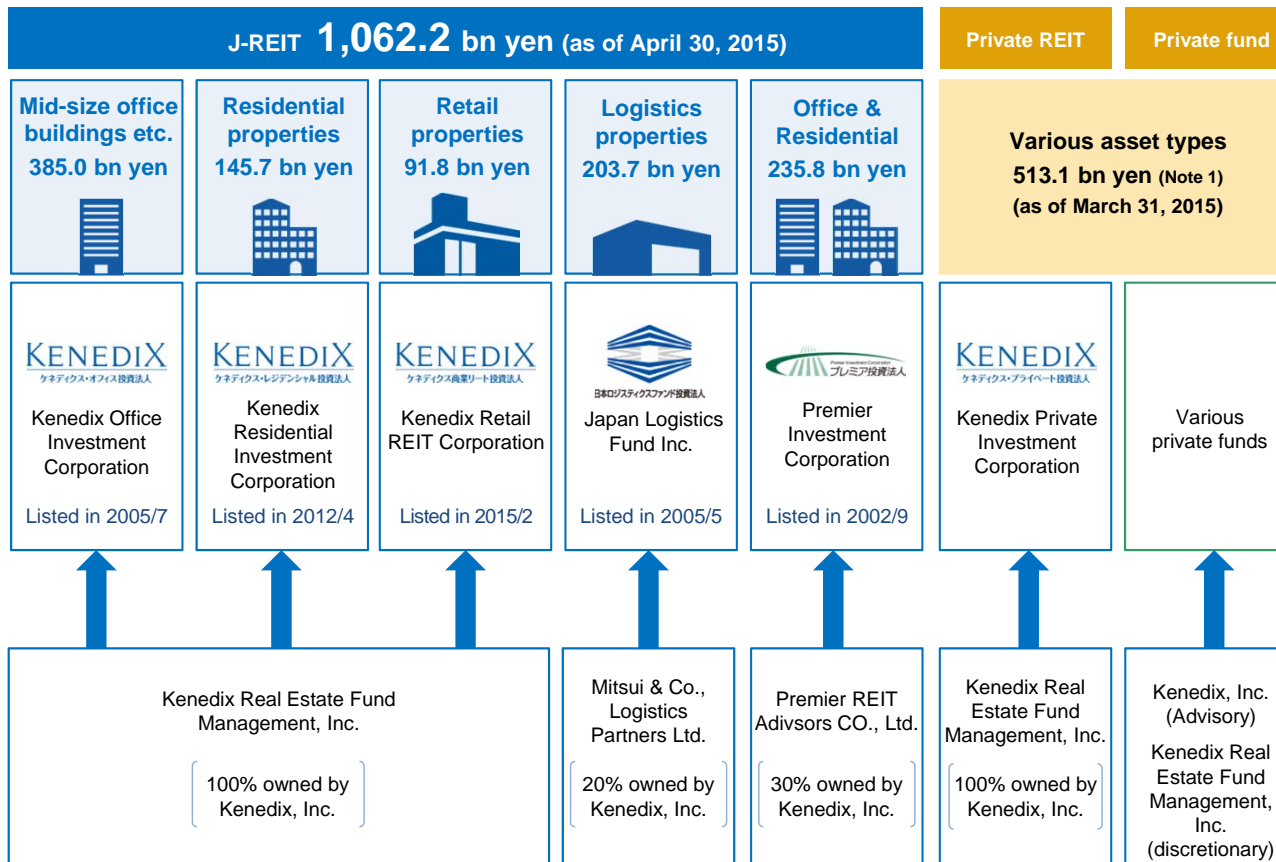 J-REIT 1,062.2 bn yen (as of April 30, 2015)
Private REIT
Private fund
Mid-size office
buildings etc.
385.0 bn yen
Residential
properties
145.7 bn yen
Retail
properties
91.8 bn yen
Logistics
properties
203.7 bn yen
Office &
Residential
235.8 bn yen
Various asset types
513.1 bn yen (Note 1)
(as of March 31, 2015)
KENEDIX
ケネディクス・オフィス投資法人
Kenedix Office
Investment
Corporation
Listed in 2005/7
KENEDIX
ケネディクス・レジデンシャル投資法人
Kenedix
Residential
Investment
Corporation
Listed in 2012/4
KENEDIX
ケネディクス商業リート投資法人
Kenedix Retail
REIT Corporation
Listed in 2015/2
日本ロジスティクスファンド投資法人
Japan Logistics
Fund Inc.
Listed in 2005/5
Premier Investment Corporation
プレミア投資法人
Premier
Investment
Corporation
Listed in 2002/9
KENEDIX
ケネディクス・プライベート投資法人
Kenedix Private
Investment
Corporation
Various
private funds
Kenedix Real Estate Fund
Management, Inc.
100% owned by
Kenedix, Inc.
Mitsui & Co.,
Logistics
Partners Ltd.
20% owned by
Kenedix, Inc.
Premier REIT
Adivsors CO., Ltd.
30% owned by
Kenedix, Inc.
Kenedix Real
Estate Fund
Management, Inc.
100% owned by
Kenedix, Inc.
Kenedix, Inc.
(Advisory)
Kenedix Real
Estate Fund
Management,
Inc.
(discretionary)